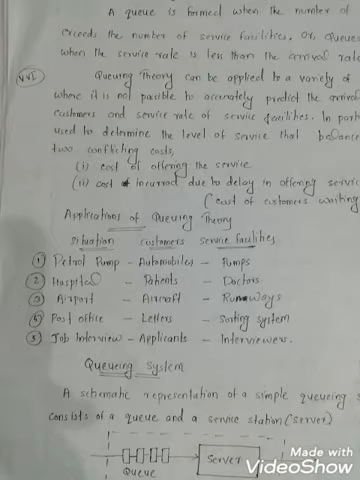 A queue is formed when the number of
exceeds the number of service facilities. Or, Queues
when the service rate is less than the arrival rate
VVI Queuing Theory can be applied to a variety of
where it is not possible to accurately predict the arrival
customers and service rate of service facilities. In parti
used to determine the level of service that balance
two conflicting costs,
(i) cost of offering the service
(ii) cost incurred due to delay in offering servic
(cost of customers waiting
Applications of Queuing Theory
Situation customers service facilities
① Petrol Pump - Automobiles - Pumps
② Hospital - Patients - Doctors
③ Airport - Aircraft - Runways
④ Post office - Letters - Sorting system
⑤ Job Interview - Applicants - Interviewers.
Queueing System
A schematic representation of a simple queueing s
consists of a queue and a service station (server)
Server
Queue
Made with
VideoShow